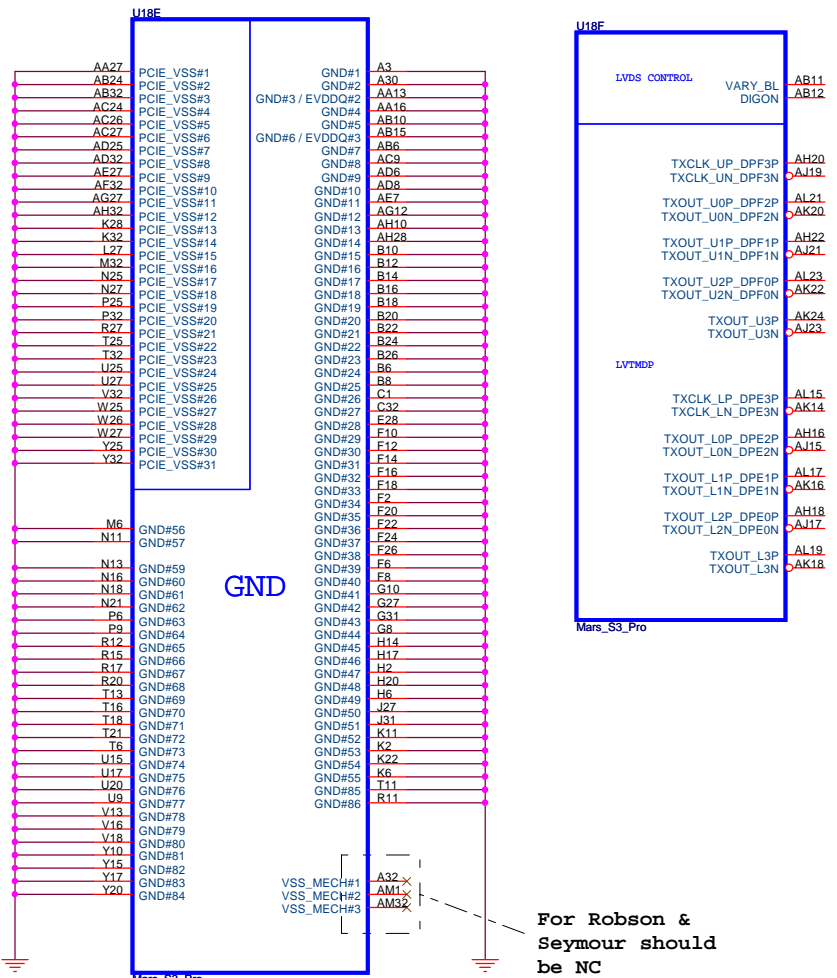 U18E
AA27 PCIE_VSS#1
AB24 PCIE_VSS#2
AB32 PCIE_VSS#3
AC24 PCIE_VSS#4
AC26 PCIE_VSS#5
AC27 PCIE_VSS#6
AD25 PCIE_VSS#7
AD32 PCIE_VSS#8
AE27 PCIE_VSS#9
AF32 PCIE_VSS#10
AG27 PCIE_VSS#11
AH32 PCIE_VSS#12
K28 PCIE_VSS#13
K32 PCIE_VSS#14
L27 PCIE_VSS#15
M32 PCIE_VSS#16
N25 PCIE_VSS#17
N27 PCIE_VSS#18
P25 PCIE_VSS#19
P32 PCIE_VSS#20
R27 PCIE_VSS#21
T25 PCIE_VSS#22
T32 PCIE_VSS#23
U25 PCIE_VSS#24
U27 PCIE_VSS#25
V32 PCIE_VSS#26
W25 PCIE_VSS#27
W26 PCIE_VSS#28
W27 PCIE_VSS#29
Y25 PCIE_VSS#30
Y32 PCIE_VSS#31
M6 GND#56
N11 GND#57
N13 GND#59
N16 GND#60
N18 GND#61
N21 GND#62
P6 GND#63
P9 GND#64
R12 GND#65
R15 GND#66
R17 GND#67
R20 GND#68
T13 GND#69
T16 GND#70
T18 GND#71
T21 GND#72
T6 GND#73
U15 GND#74
U17 GND#75
U20 GND#76
U9 GND#77
V13 GND#78
V16 GND#79
V18 GND#80
Y10 GND#81
Y15 GND#82
Y17 GND#83
Y20 GND#84
GND
GND#1 A3
GND#2 A30
GND#3 / EVDDQ#2 AA13
GND#4 AA16
GND#5 AB10
GND#6 / EVDDQ#3 AB15
GND#7 AB6
GND#8 AC9
GND#9 AD6
GND#10 AD8
GND#11 AE7
GND#12 AG12
GND#13 AH10
GND#14 AH28
GND#15 B10
GND#16 B12
GND#17 B14
GND#18 B16
GND#19 B18
GND#20 B20
GND#21 B22
GND#22 B24
GND#23 B26
GND#24 B6
GND#25 B8
GND#26 C1
GND#27 C32
GND#28 E28
GND#29 F10
GND#30 F12
GND#31 F14
GND#32 F16
GND#33 F18
GND#34 F2
GND#35 F20
GND#36 F22
GND#37 F24
GND#38 F26
GND#39 F6
GND#40 F8
GND#41 G10
GND#42 G27
GND#43 G31
GND#44 G8
GND#45 H14
GND#46 H17
GND#47 H2
GND#48 H20
GND#49 H6
GND#50 J27
GND#51 J31
GND#52 K11
GND#53 K2
GND#54 K22
GND#55 K6
GND#85 T11
GND#86 R11
VSS_MECH#1 A32
VSS_MECH#2 AM1
VSS_MECH#3 AM32
Mars_S3_Pro
For Robson &
Seymour should
be NC
U18F
LVDS CONTROL
VARY_BL AB11
DIGON AB12
TXCLK_UP_DPF3P AH20
TXCLK_UN_DPF3N AJ19
TXOUT_U0P_DPF2P AL21
TXOUT_U0N_DPF2N AK20
TXOUT_U1P_DPF1P AH22
TXOUT_U1N_DPF1N AJ21
TXOUT_U2P_DPF0P AL23
TXOUT_U2N_DPF0N AK22
TXOUT_U3P AK24
TXOUT_U3N AJ23
LVTMDP
TXCLK_LP_DPE3P AL15
TXCLK_LN_DPE3N AK14
TXOUT_L0P_DPE2P AH16
TXOUT_L0N_DPE2N AJ15
TXOUT_L1P_DPE1P AL17
TXOUT_L1N_DPE1N AK16
TXOUT_L2P_DPE0P AH18
TXOUT_L2N_DPE0N AJ17
TXOUT_L3P AL19
TXOUT_L3N AK18
Mars_S3_Pro